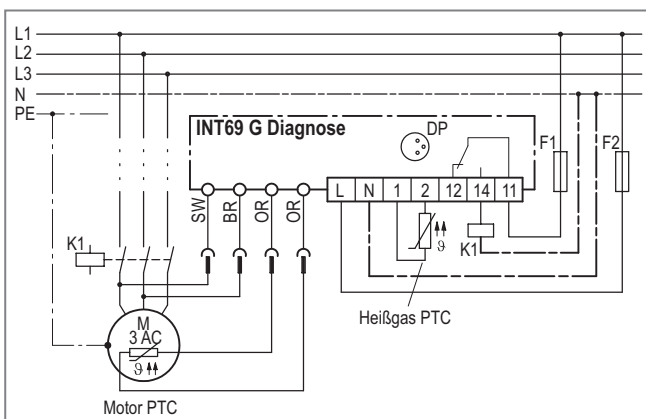 L1
L2
L3
N
PE
INT69 G Diagnose
DP
F1
F2
L N 1 2 12 14 11
SW
BR
OR
OR
K1
ϑ
K1
Heißgas PTC
M
3 AC
ϑ
Motor PTC